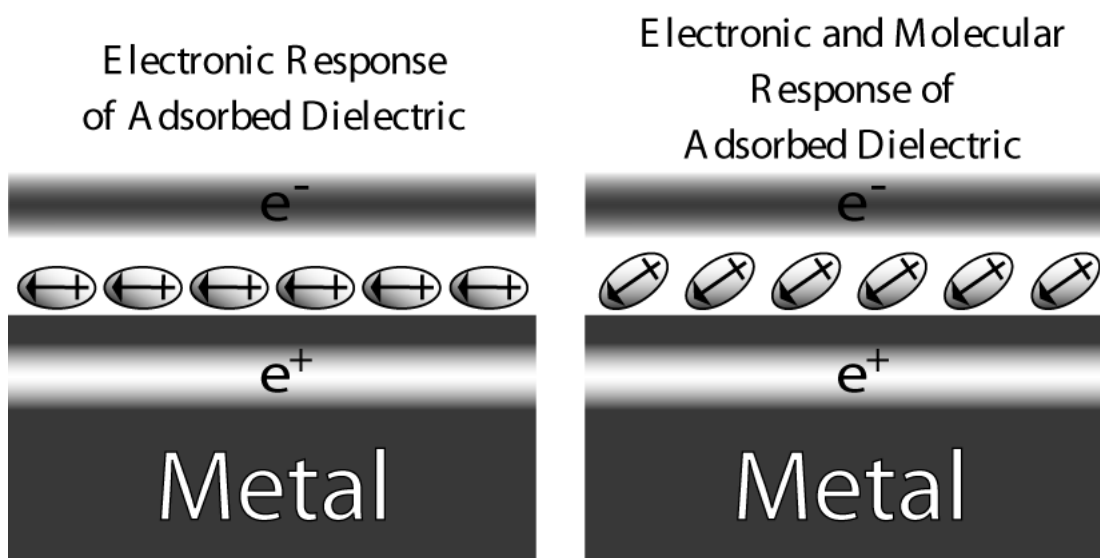 Electronic Response
of Adsorbed Dielectric
e⁻
e⁺
Metal
Electronic and Molecular
Response of
Adsorbed Dielectric
e⁻
e⁺
Metal